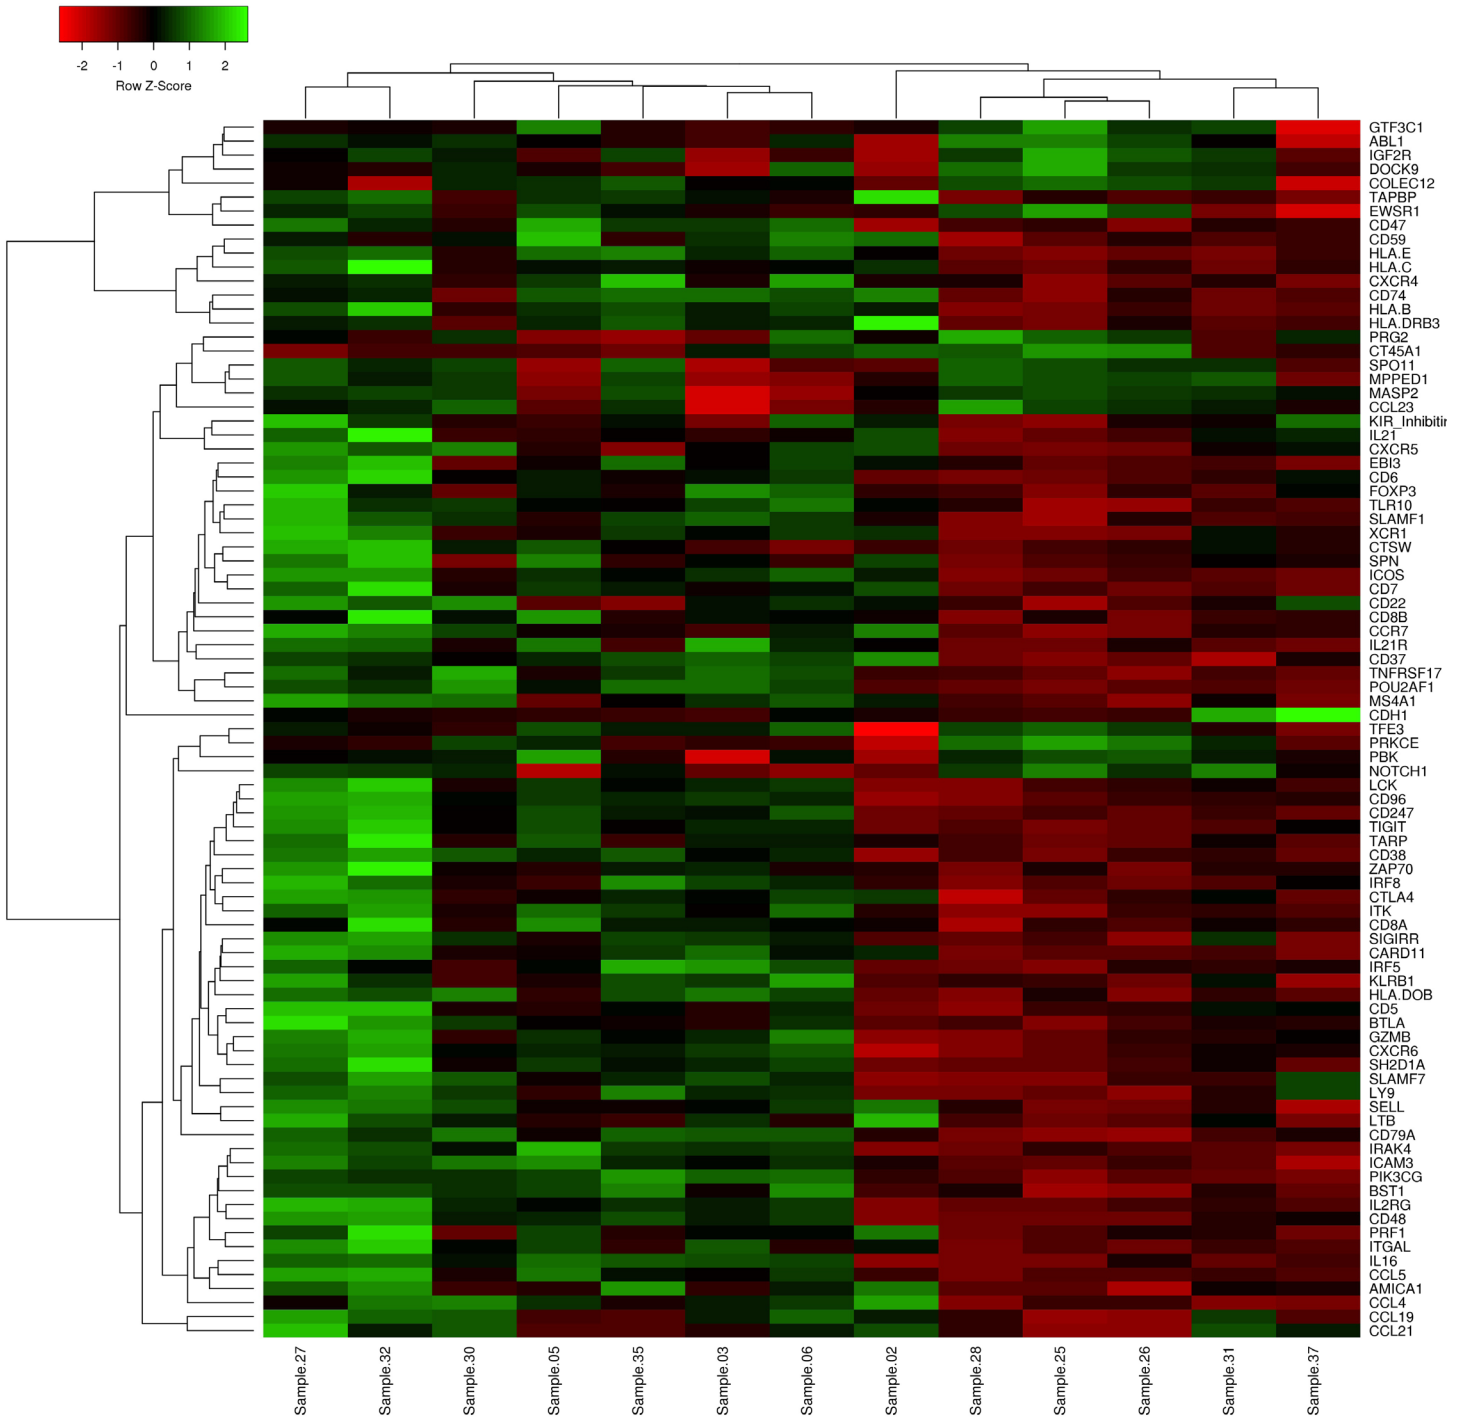 -2 -1 0 1 2
Row Z-Score
GTF3C1
ABL1
IGF2R
DOCK9
COLEC12
TAPBP
EWSR1
CD47
CD59
HLA.E
HLA.C
CXCR4
CD74
HLA.B
HLA.DRB3
PRG2
CT45A1
SPO11
MPPED1
MASP2
CCL23
KIR_Inhibitir
IL21
CXCR5
EBI3
CD6
FOXP3
TLR10
SLAMF1
XCR1
CTSW
SPN
ICOS
CD7
CD22
CD8B
CCR7
IL21R
CD37
TNFRSF17
POU2AF1
MS4A1
CDH1
TFE3
PRKCE
PBK
NOTCH1
LCK
CD96
CD247
TIGIT
TARP
CD38
ZAP70
IRF8
CTLA4
ITK
CD8A
SIGIRR
CARD11
IRF5
KLRB1
HLA.DOB
CD5
BTLA
GZMB
CXCR6
SH2D1A
SLAMF7
LY9
SELL
LTB
CD79A
IRAK4
ICAM3
PIK3CG
BST1
IL2RG
CD48
PRF1
ITGAL
IL16
CCL5
AMICA1
CCL4
CCL19
CCL21
Sample.27
Sample.32
Sample.30
Sample.05
Sample.35
Sample.03
Sample.06
Sample.02
Sample.28
Sample.25
Sample.26
Sample.31
Sample.37